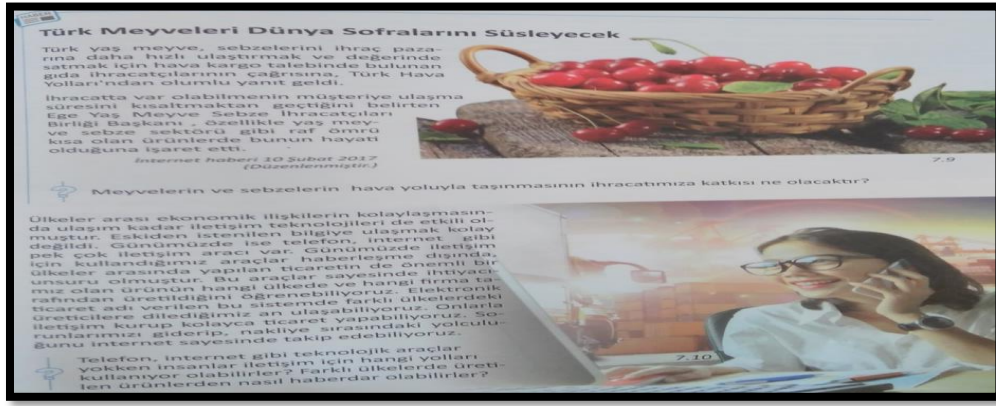 HABER
Türk Meyveleri Dünya Sofralarını Süsleyecek
Türk yaş meyve, sebzelerini ihraç paza-
rına daha hızlı ulaştırmak ve değerinde
satmak için hava kargo talebinde bulunan
gıda ihracatçılarının çağrısına, Türk Hava
Yolları'ndan olumlu yanıt geldi.
İhracatta var olabilmenin müşteriye ulaşma
süresini kısaltmaktan geçtiğini belirten
Ege Yaş Meyve Sebze İhracatçıları
Birliği Başkanı , özellikle yaş mey-
ve sebze sektörü gibi raf ömrü
kısa olan ürünlerde bunun hayati
olduğuna işaret etti.
İnternet haberi 10 Şubat 2017
(Düzenlenmiştir.)
7.9
Meyvelerin ve sebzelerin hava yoluyla taşınmasının ihracatımıza katkısı ne olacaktır?
Ülkeler arası ekonomik ilişkilerin kolaylaşmasın-
da ulaşım kadar iletişim teknolojileri de etkili ol-
muştur. Eskiden istenilen bilgiye ulaşmak kolay
değildi. Günümüzde ise telefon, internet gibi
pek çok iletişim aracı var. Günümüzde iletişim
için kullandığımız araçlar haberleşme dışında,
ülkeler arasında yapılan ticaretin de önemli bir
unsuru olmuştur. Bu araçlar sayesinde ihtiyacı-
mız olan ürünün hangi ülkede ve hangi firma ta-
rafından üretildiğini öğrenebiliyoruz. Elektronik
ticaret adı verilen bu sistemde farklı ülkelerdeki
üreticilere dilediğimiz an ulaşabiliyoruz. Onlarla
iletişim kurup kolayca ticaret yapabiliyoruz. So-
runlarımızı giderip, nakliye sırasındaki yolculu-
ğunu internet sayesinde takip edebiliyoruz.
7.10
Telefon, internet gibi teknolojik araçlar
yokken insanlar iletişim için hangi yolları
kullanıyor olabilirler? Farklı ülkelerde üreti-
len ürünlerden nasıl haberdar olabilirler?